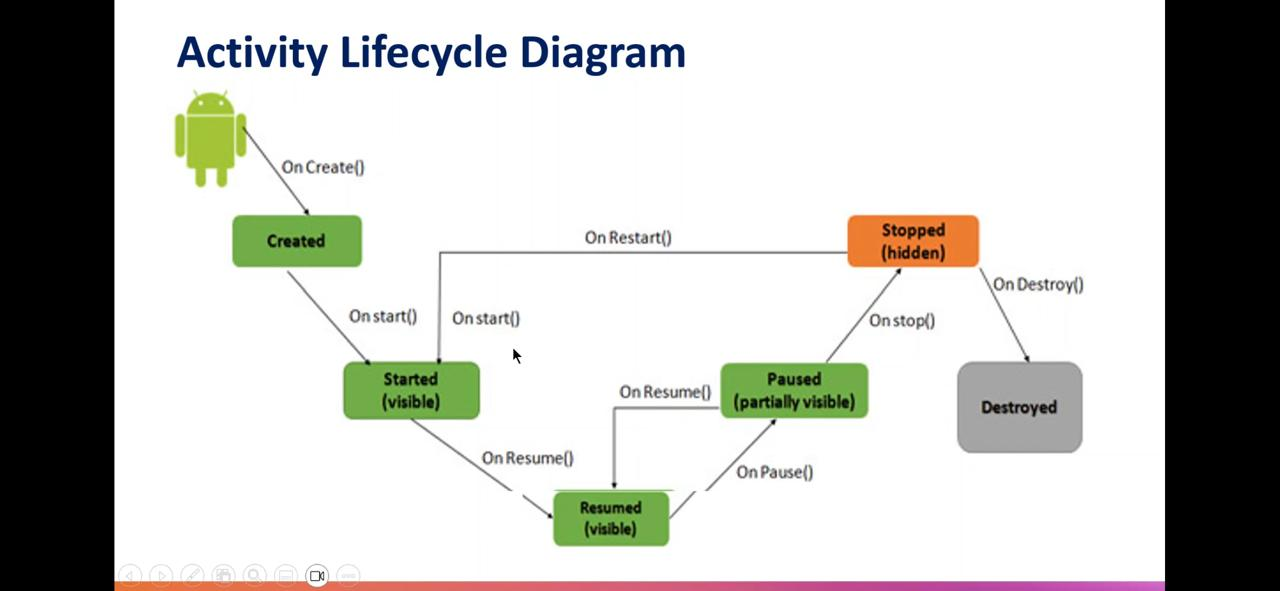 Activity Lifecycle Diagram
On Create()
Created
On Restart()
Stopped
(hidden)
On Destroy()
On start()
On start()
On stop()
Started
(visible)
On Resume()
Paused
(partially visible)
Destroyed
On Resume()
On Pause()
Resumed
(visible)